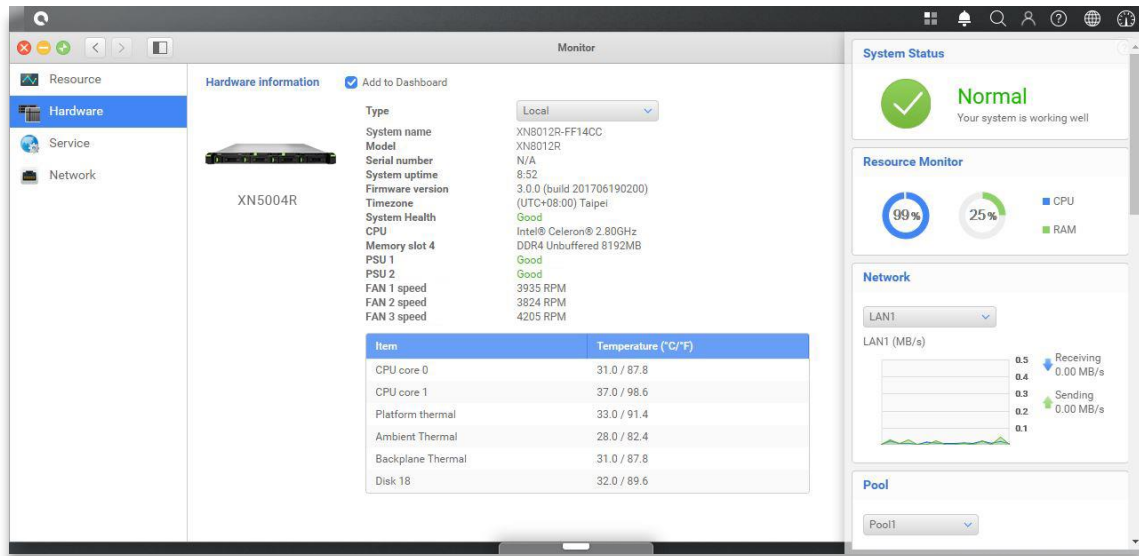 Monitor
Resource
Hardware
Service
Network
Hardware information
Add to Dashboard
XN5004R
Type Local
System name XN8012R-FF14CC
Model XN8012R
Serial number N/A
System uptime 8:52
Firmware version 3.0.0 (build 201706190200)
Timezone (UTC+08:00) Taipei
System Health Good
CPU Intel® Celeron® 2.80GHz
Memory slot 4 DDR4 Unbuffered 8192MB
PSU 1 Good
PSU 2 Good
FAN 1 speed 3935 RPM
FAN 2 speed 3824 RPM
FAN 3 speed 4205 RPM
Item Temperature (°C/°F)
CPU core 0 31.0 / 87.8
CPU core 1 37.0 / 98.6
Platform thermal 33.0 / 91.4
Ambient Thermal 28.0 / 82.4
Backplane Thermal 31.0 / 87.8
Disk 18 32.0 / 89.6
System Status
Normal
Your system is working well
Resource Monitor
99%
25%
CPU
RAM
Network
LAN1
LAN1 (MB/s)
0.5
0.4
0.3
0.2
0.1
Receiving
0.00 MB/s
Sending
0.00 MB/s
Pool
Pool1